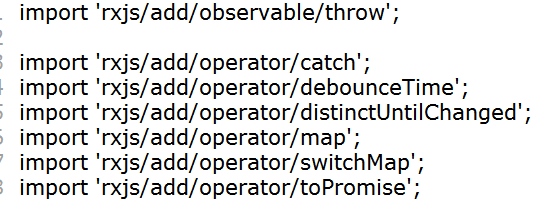 import 'rxjs/add/observable/throw';
import 'rxjs/add/operator/catch';
import 'rxjs/add/operator/debounceTime';
import 'rxjs/add/operator/distinctUntilChanged';
import 'rxjs/add/operator/map';
import 'rxjs/add/operator/switchMap';
import 'rxjs/add/operator/toPromise';